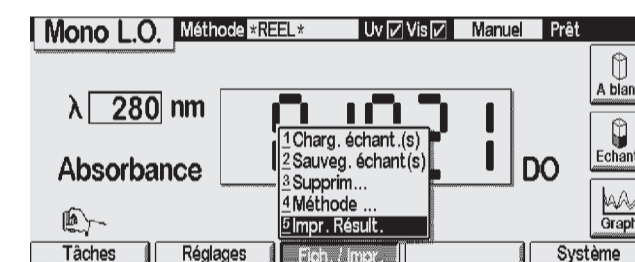 Mono L.O. Méthode *REEL* Uv Vis Manuel Prêt
A blan
λ 280 nm
1 Charg. échant.(s)
2 Sauveg. échant(s)
3 Supprim...
4 Méthode ...
5 Impr. Résult.
Absorbance DO
Echant
Graph
Tâches Réglages Fich. / Impr. Système